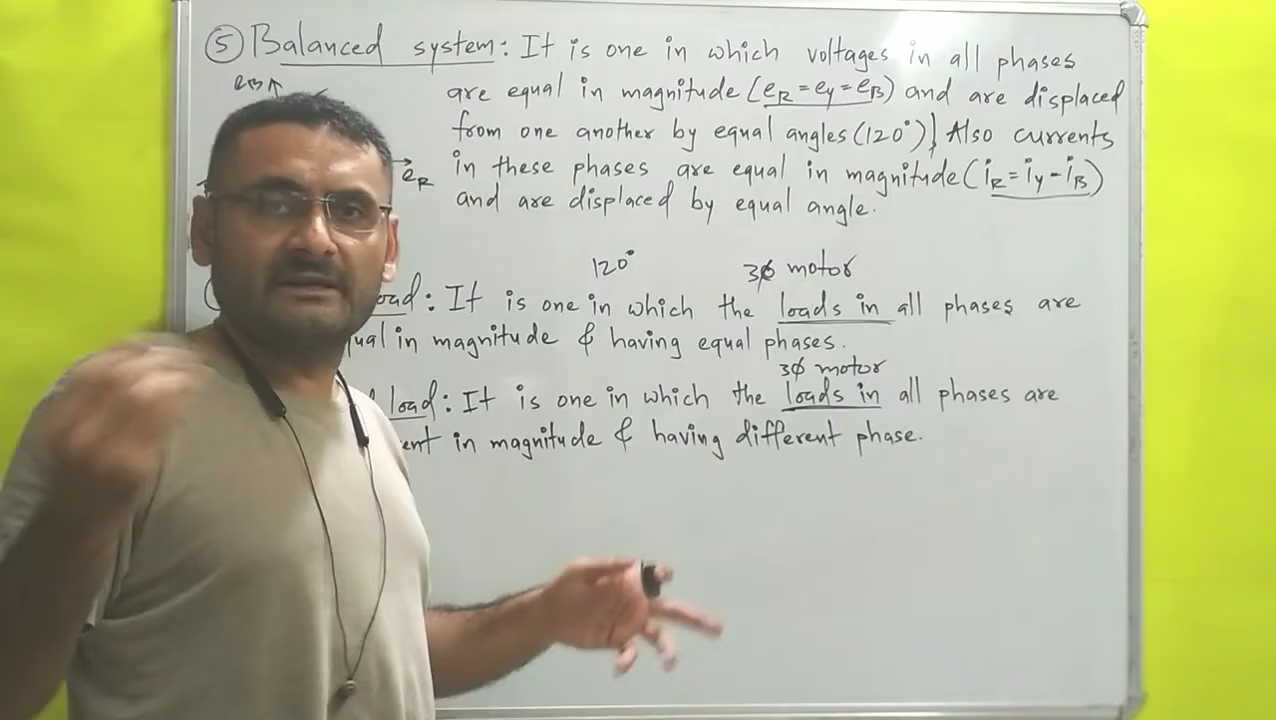 ⑤ Balanced system: It is one in which voltages in all phases
eB↑
are equal in magnitude (eR = ey = eB) and are displaced
from one another by equal angles (120°) Also currents
eR in these phases are equal in magnitude (iR = iy - iB)
and are displaced by equal angle.
120° 3ϕ motor
load: It is one in which the loads in all phases are
ual in magnitude & having equal phases.
3ϕ motor
load: It is one in which the loads in all phases are
ent in magnitude & having different phase.